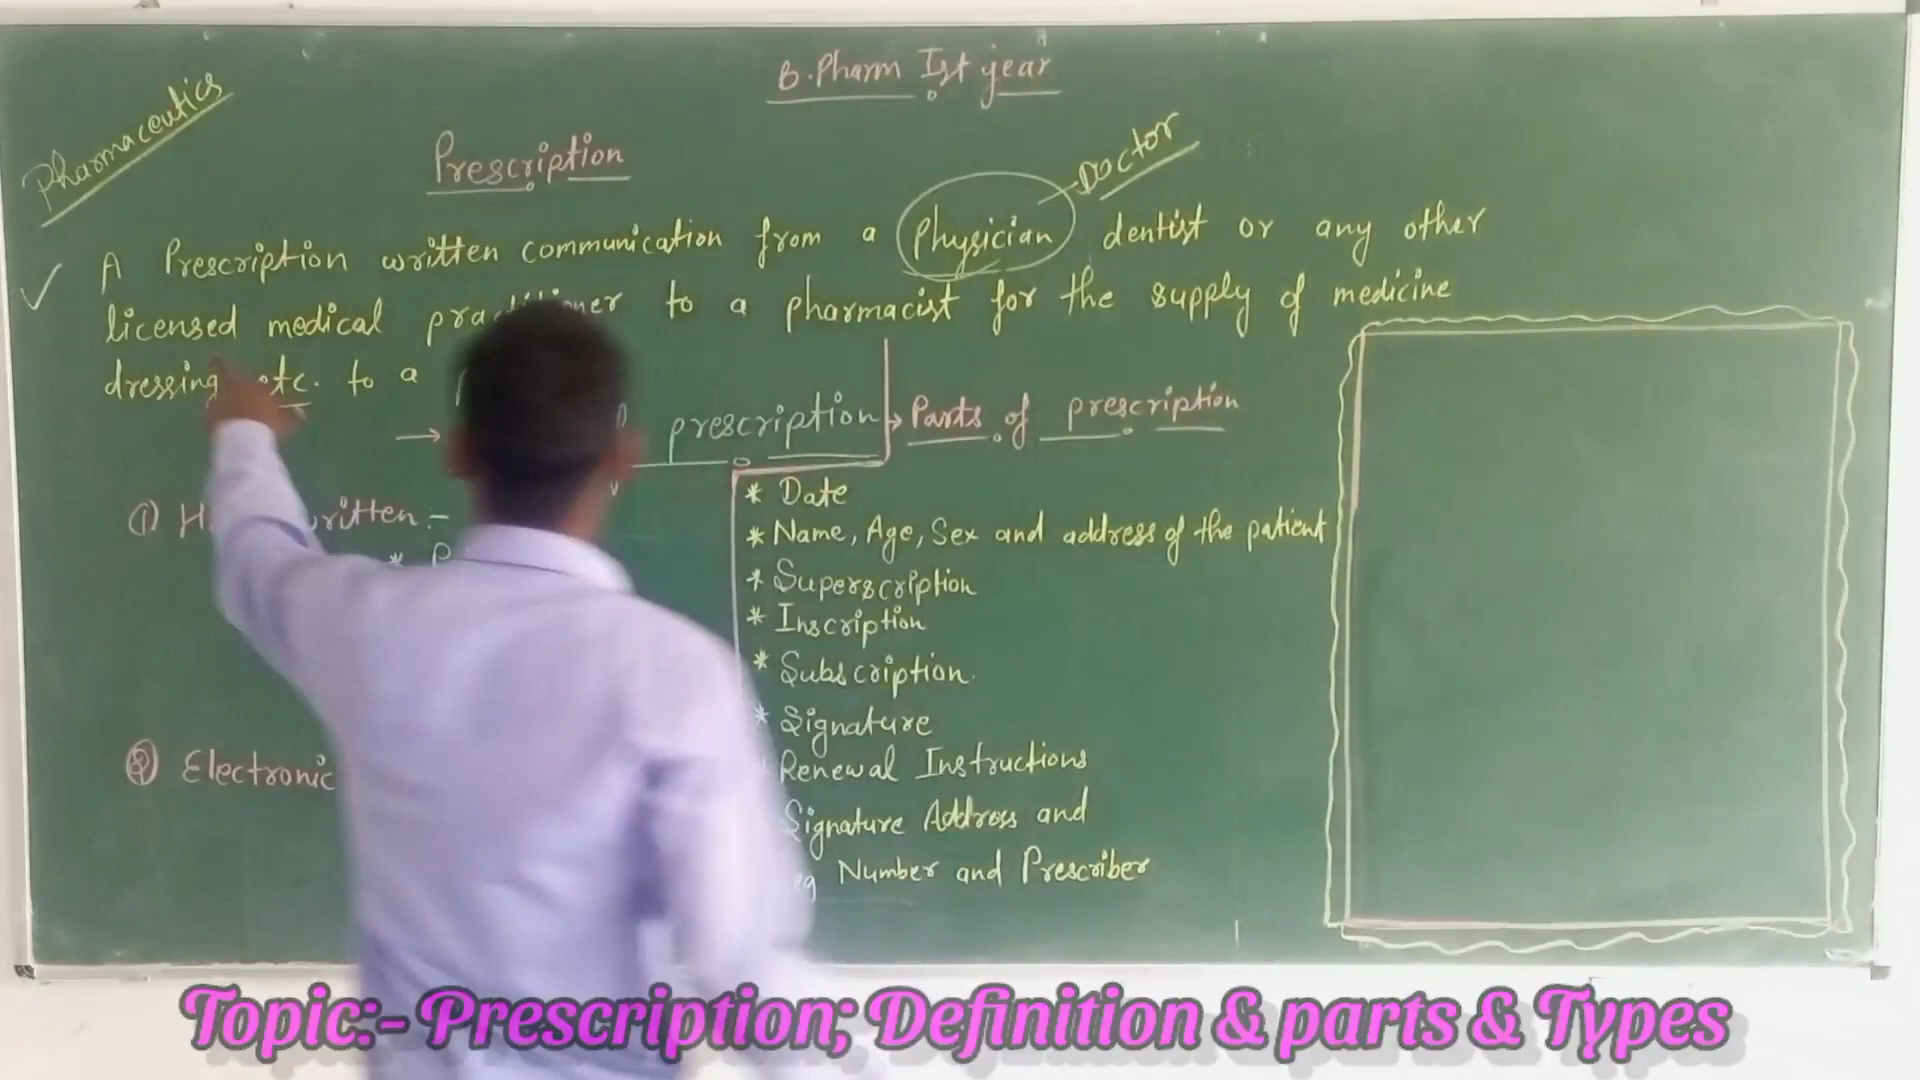 B.Pharm Ist year
Pharmaceutics
Prescription
Doctor
A Prescription written communication from a Physician dentist or any other
licensed medical to a pharmacist for the supply of medicine
dressing etc. to a
→ prescription
→ Parts of prescription
① written :-
② Electronic
* Date
* Name, Age, Sex and address of the patient
* Superscription
* Inscription
* Subscription.
* Signature
Renewal Instructions
Signature Address and
Number and Prescriber
Topic:- Prescription; Definition & parts & Types